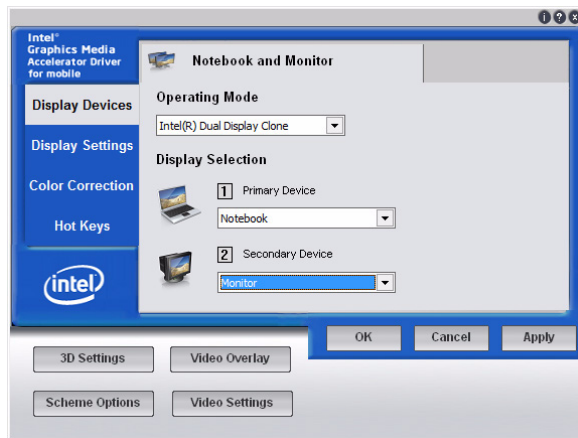 Intel®
Graphics Media
Accelerator Driver
for mobile
Notebook and Monitor
Display Devices
Display Settings
Color Correction
Hot Keys
intel
Operating Mode
Intel(R) Dual Display Clone
Display Selection
1 Primary Device
Notebook
2 Secondary Device
Monitor
OK Cancel Apply
3D Settings Video Overlay
Scheme Options Video Settings